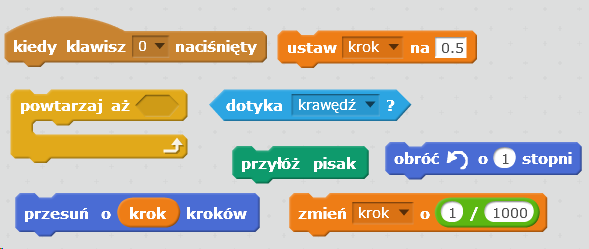 kiedy klawisz 0 naciśnięty
ustaw krok na 0.5
powtarzaj aż
dotyka krawędź ?
przyłóż pisak
obróć o 1 stopni
przesuń o krok kroków
zmień krok o 1 / 1000